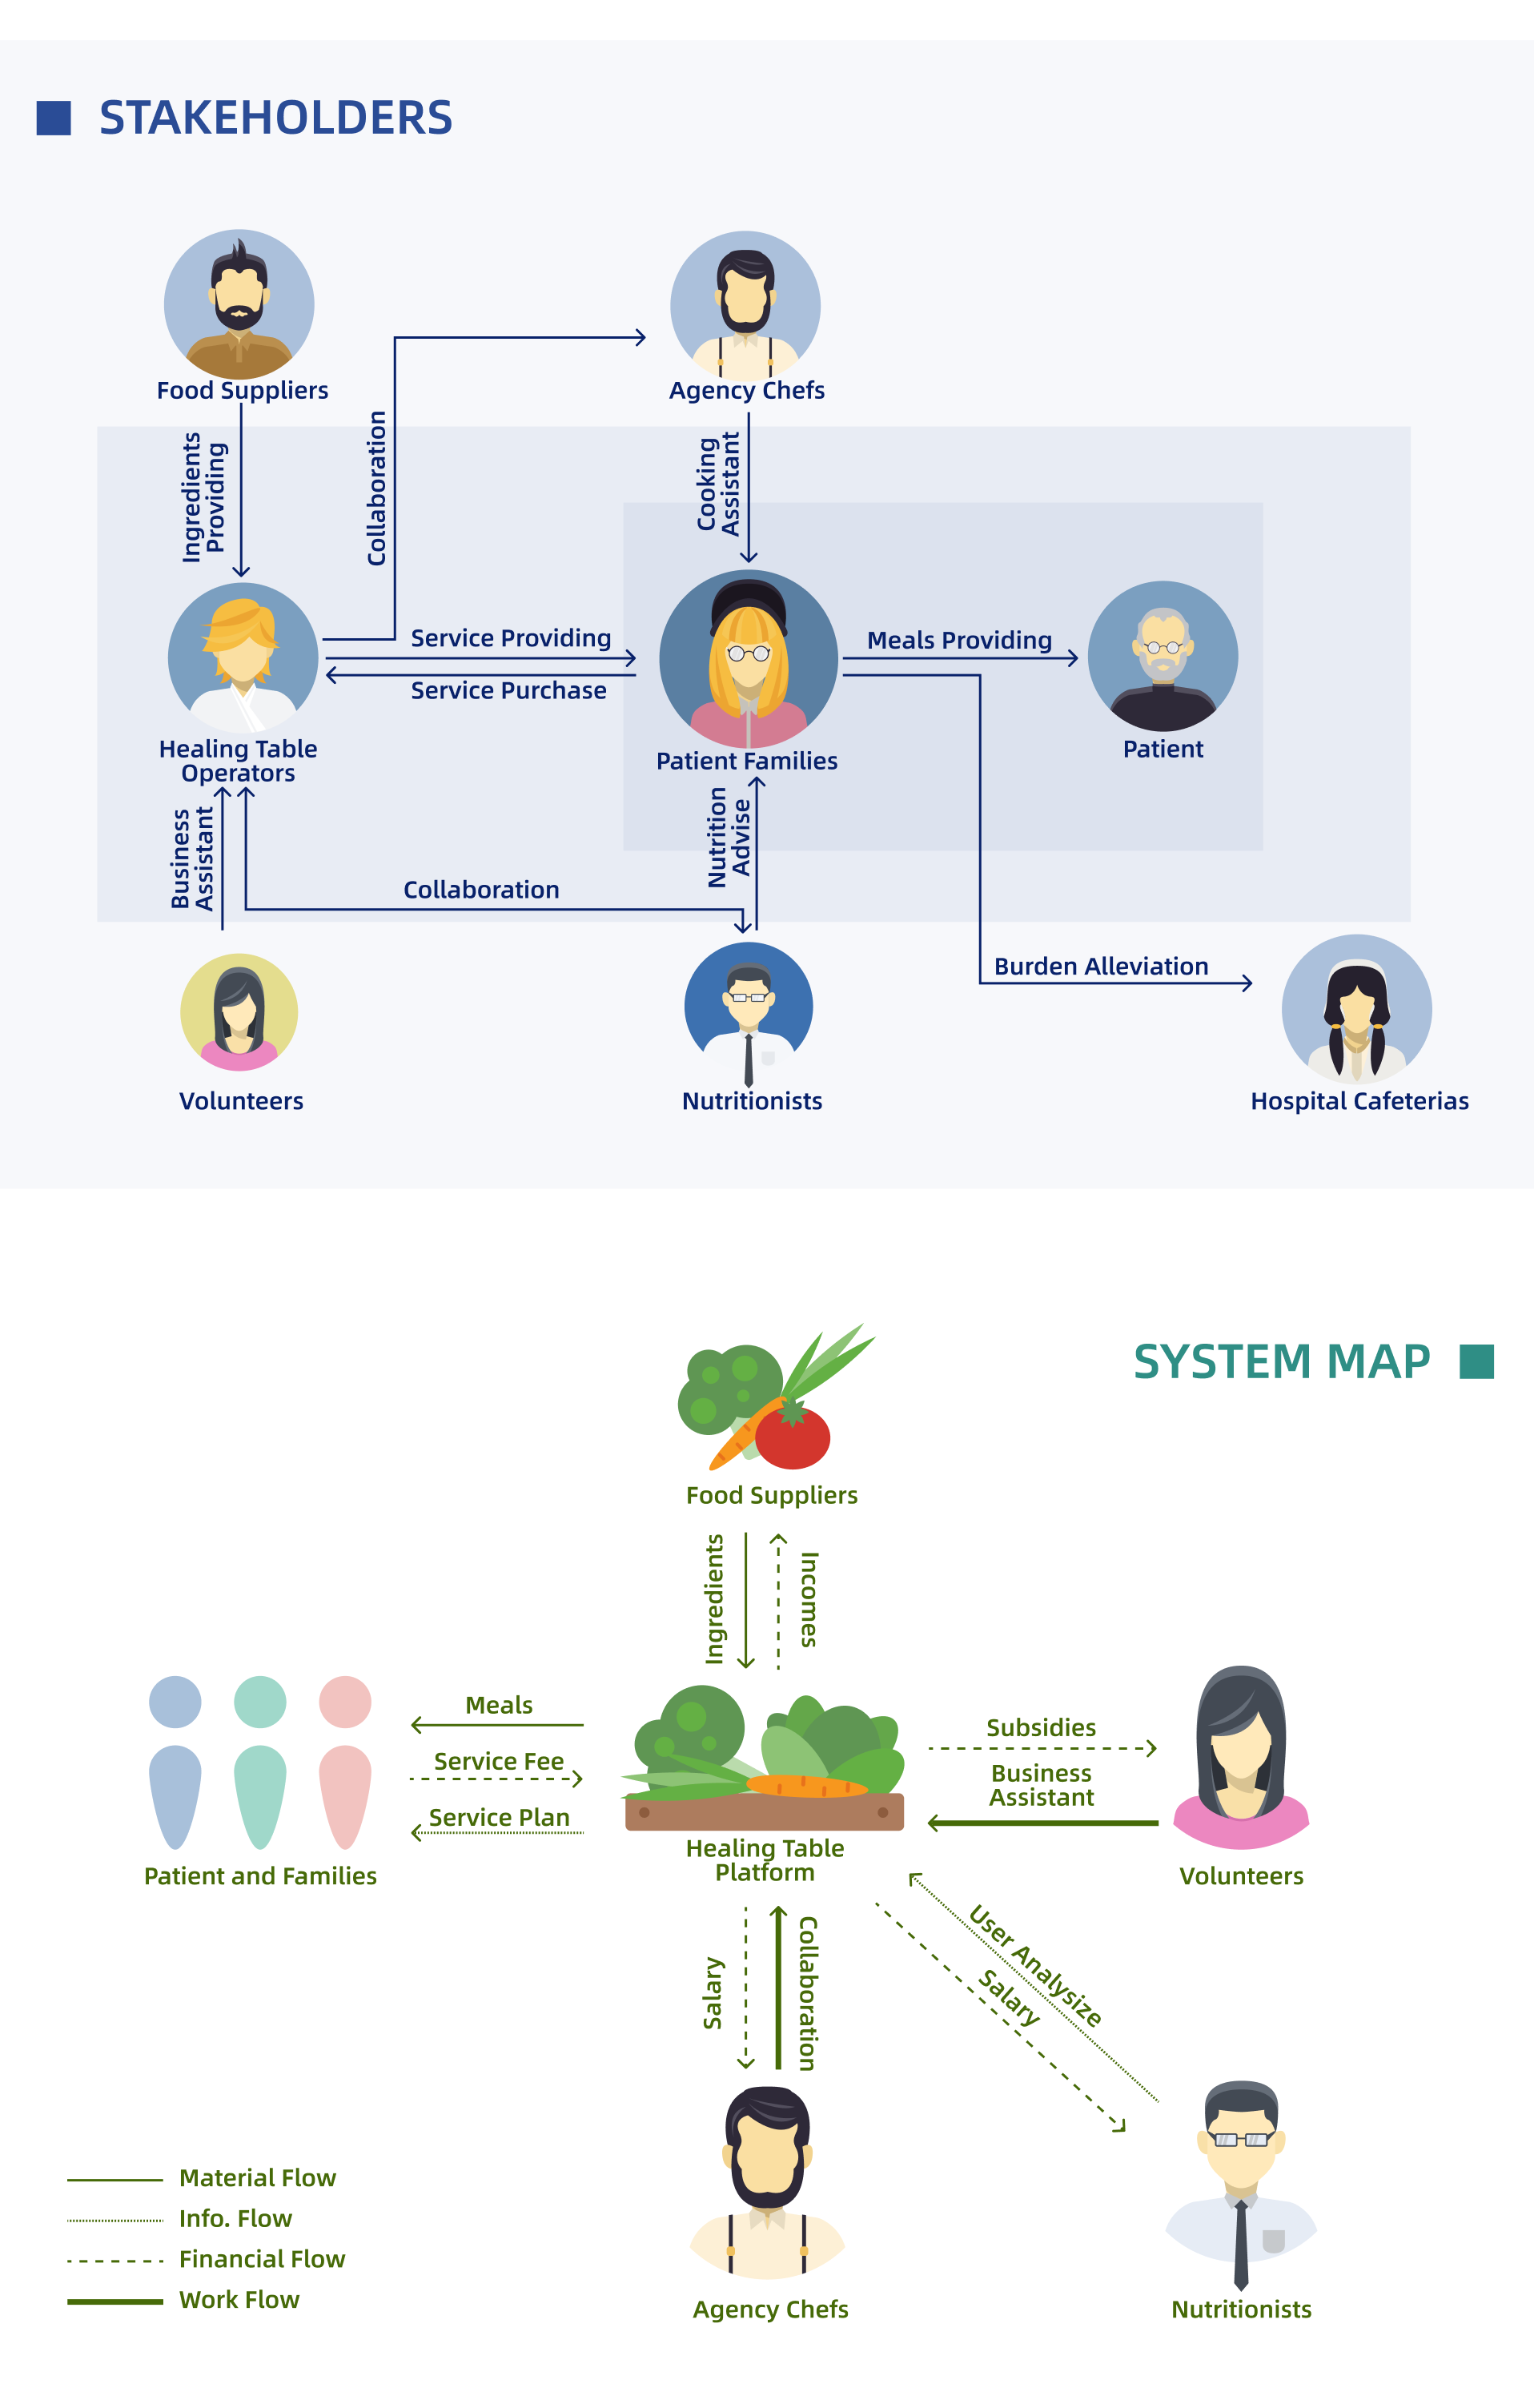 STAKEHOLDERS
Food Suppliers
Agency Chefs
Ingredients
Providing
Collaboration
Cooking
Assistant
Service Providing
Service Purchase
Meals Providing
Healing Table
Operators
Patient Families
Patient
Business
Assistant
Collaboration
Nutrition
Advise
Burden Alleviation
Volunteers
Nutritionists
Hospital Cafeterias
SYSTEM MAP
Food Suppliers
Ingredients
Incomes
Meals
Service Fee
Service Plan
Subsidies
Business
Assistant
Patient and Families
Healing Table
Platform
Volunteers
Salary
Collaboration
User Analysize
Salary
Material Flow
Info. Flow
Financial Flow
Work Flow
Agency Chefs
Nutritionists